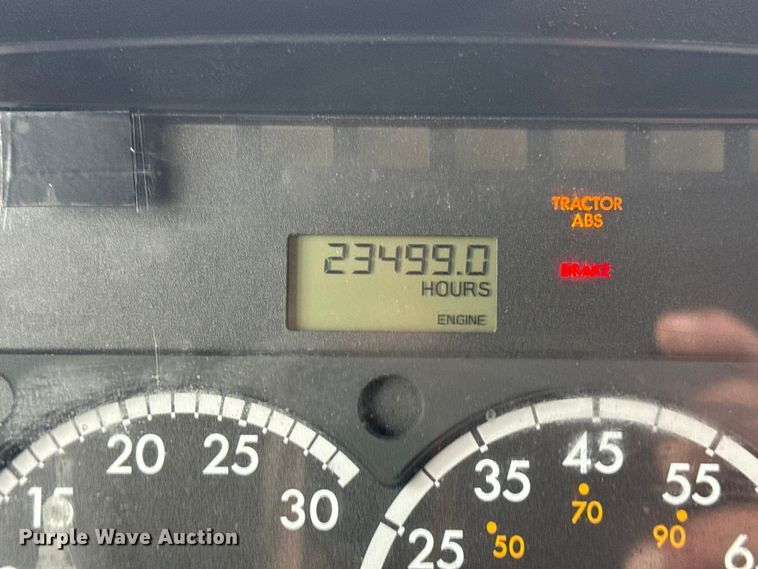 TRACTOR
ABS
23499.0
BRAKE
HOURS
ENGINE
15 20 25 30
25 35 45 55
50 70 90
Purple Wave Auction